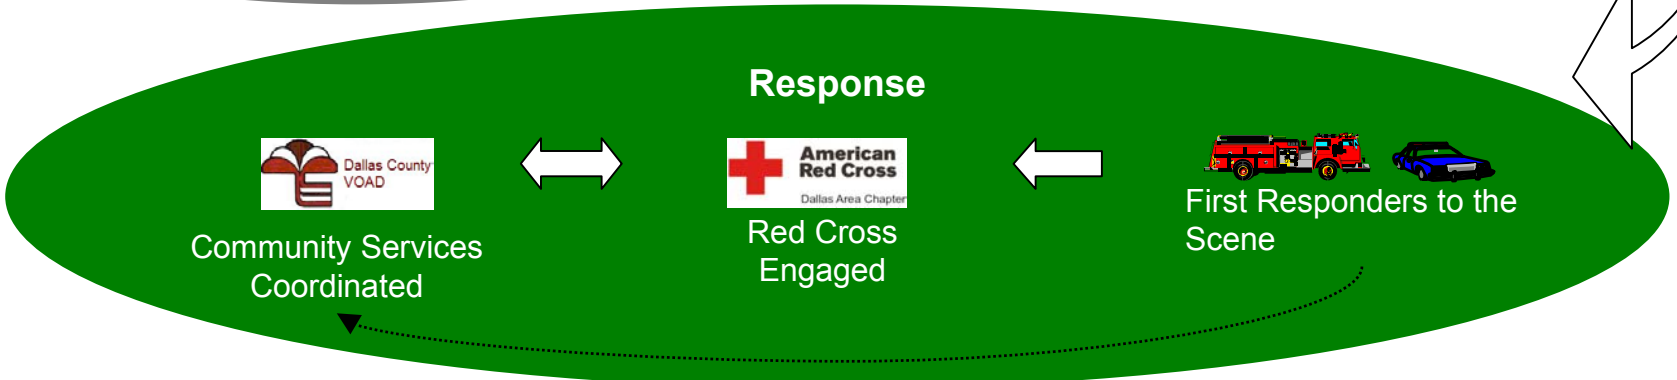 Response
Dallas County
VOAD
Community Services
Coordinated
American
Red Cross
Dallas Area Chapter
Red Cross
Engaged
First Responders to the
Scene